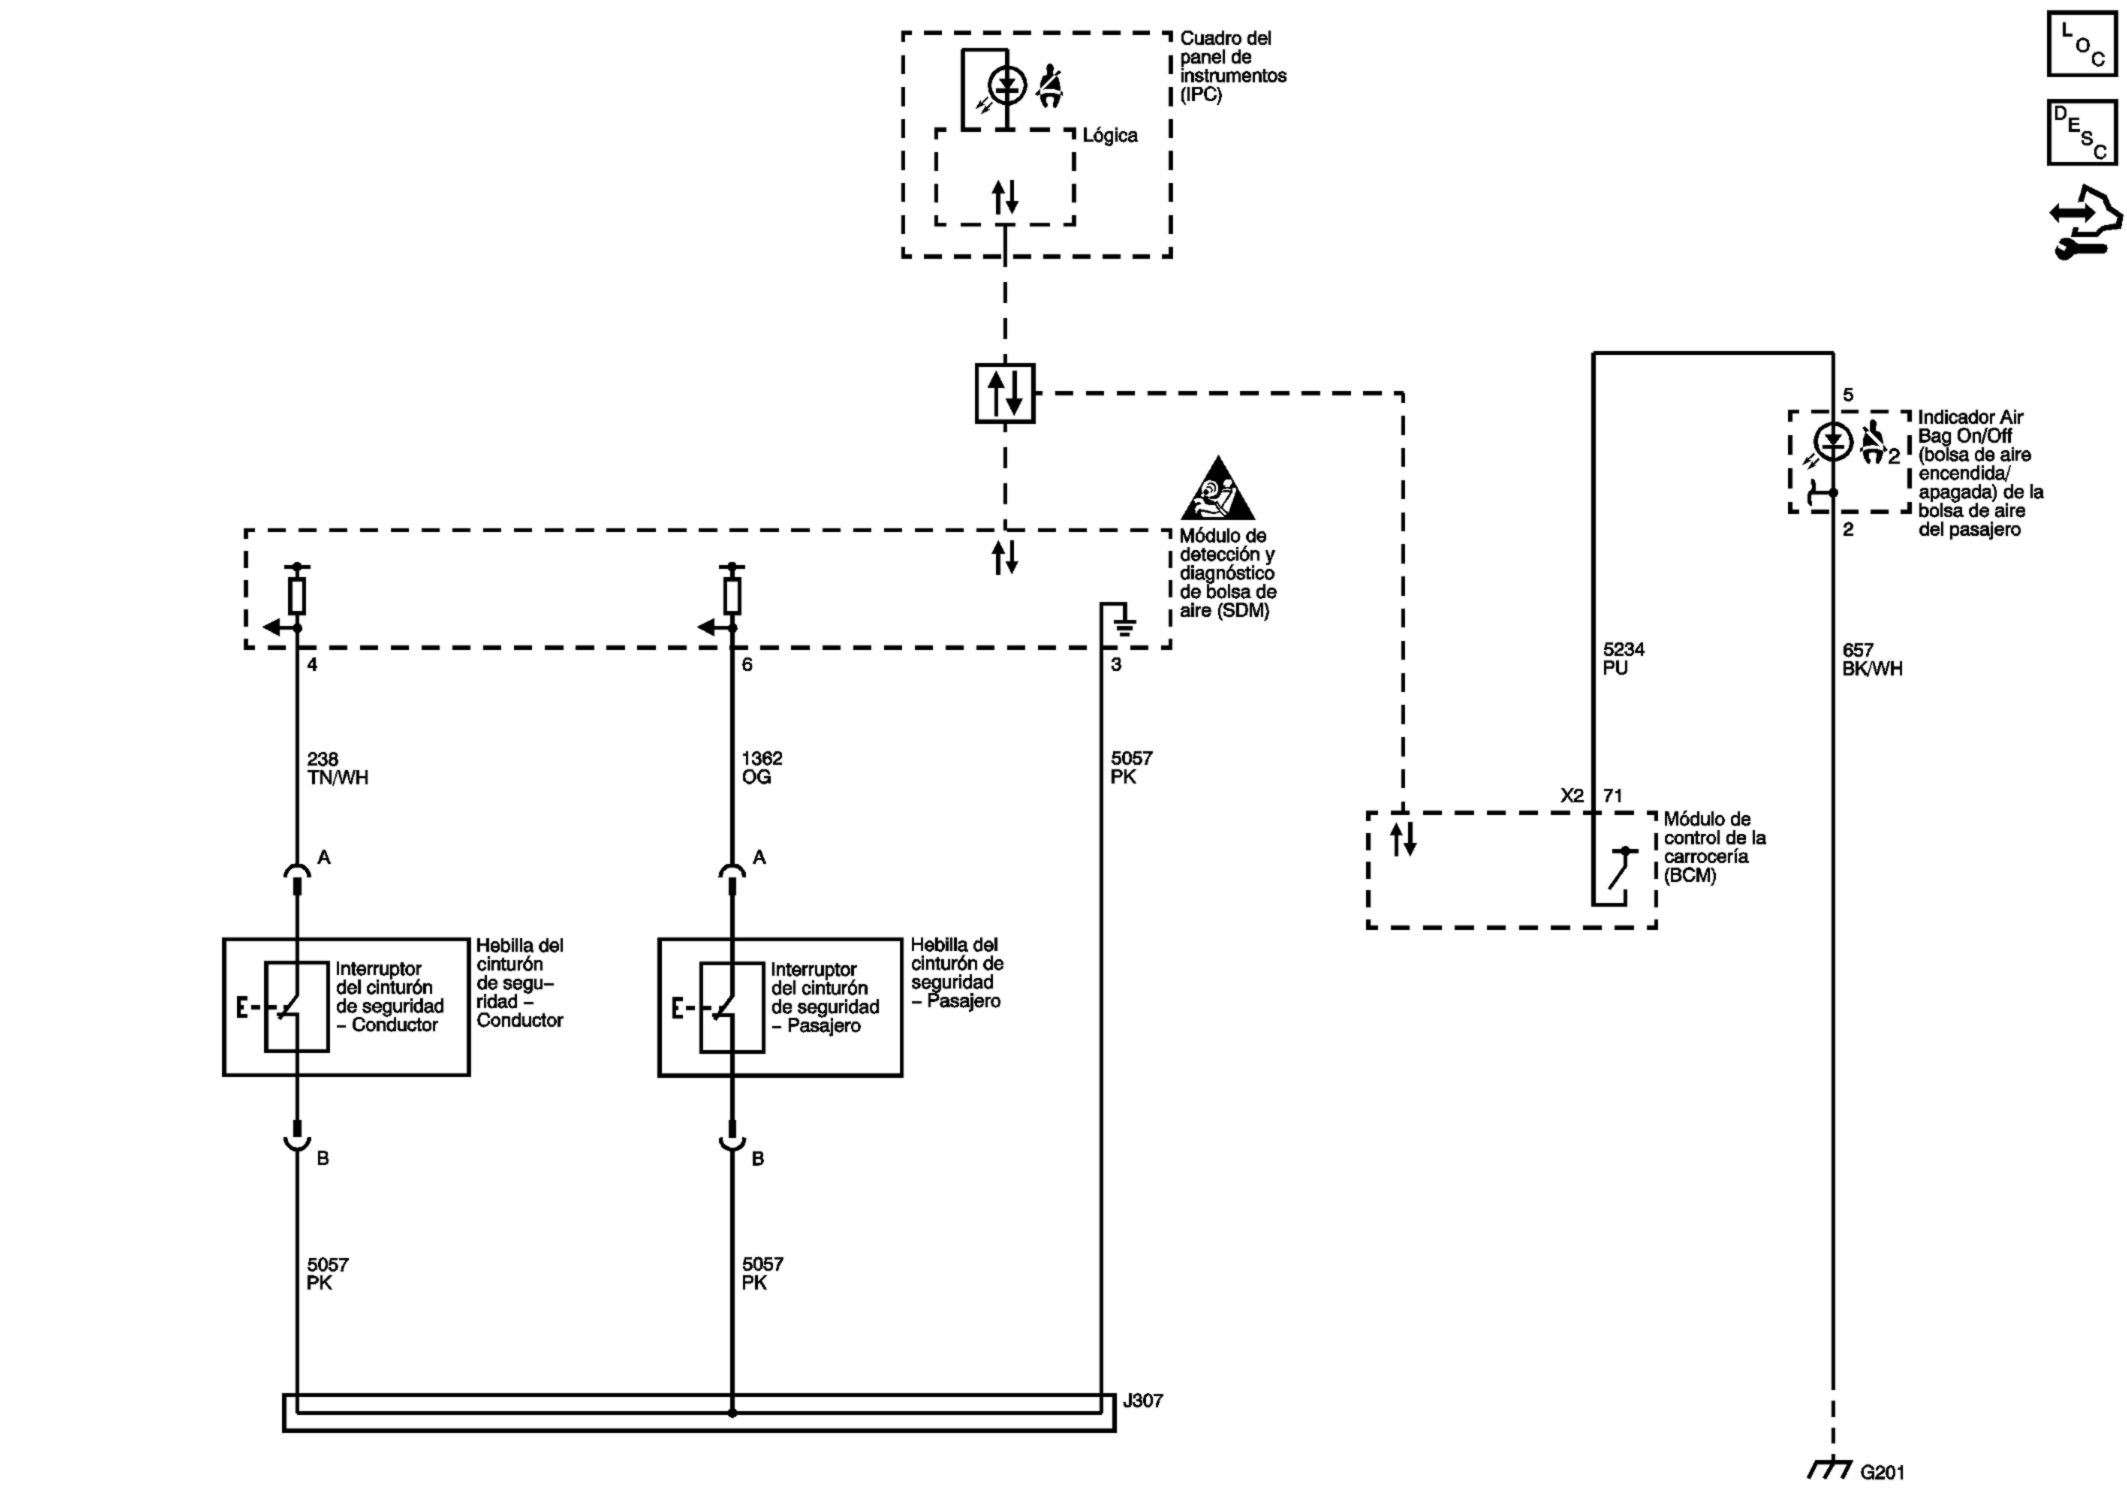 LOC
DESC
Cuadro del
panel de
instrumentos
(IPC)
Lógica
5
Indicador Air
Bag On/Off
(bolsa de aire
encendida/
apagada) de la
bolsa de aire
del pasajero
2
2
Módulo de
detección y
diagnóstico
de bolsa de
aire (SDM)
4
6
3
5234
PU
657
BK/WH
238
TN/WH
1362
OG
5057
PK
X2
71
Módulo de
control de la
carrocería
(BCM)
A
A
Hebilla del
cinturón
de segu–
ridad –
Conductor
Interruptor
del cinturón
de seguridad
– Conductor
E
Hebilla del
cinturón de
seguridad
– Pasajero
Interruptor
del cinturón
de seguridad
– Pasajero
E
B
B
5057
PK
5057
PK
J307
G201